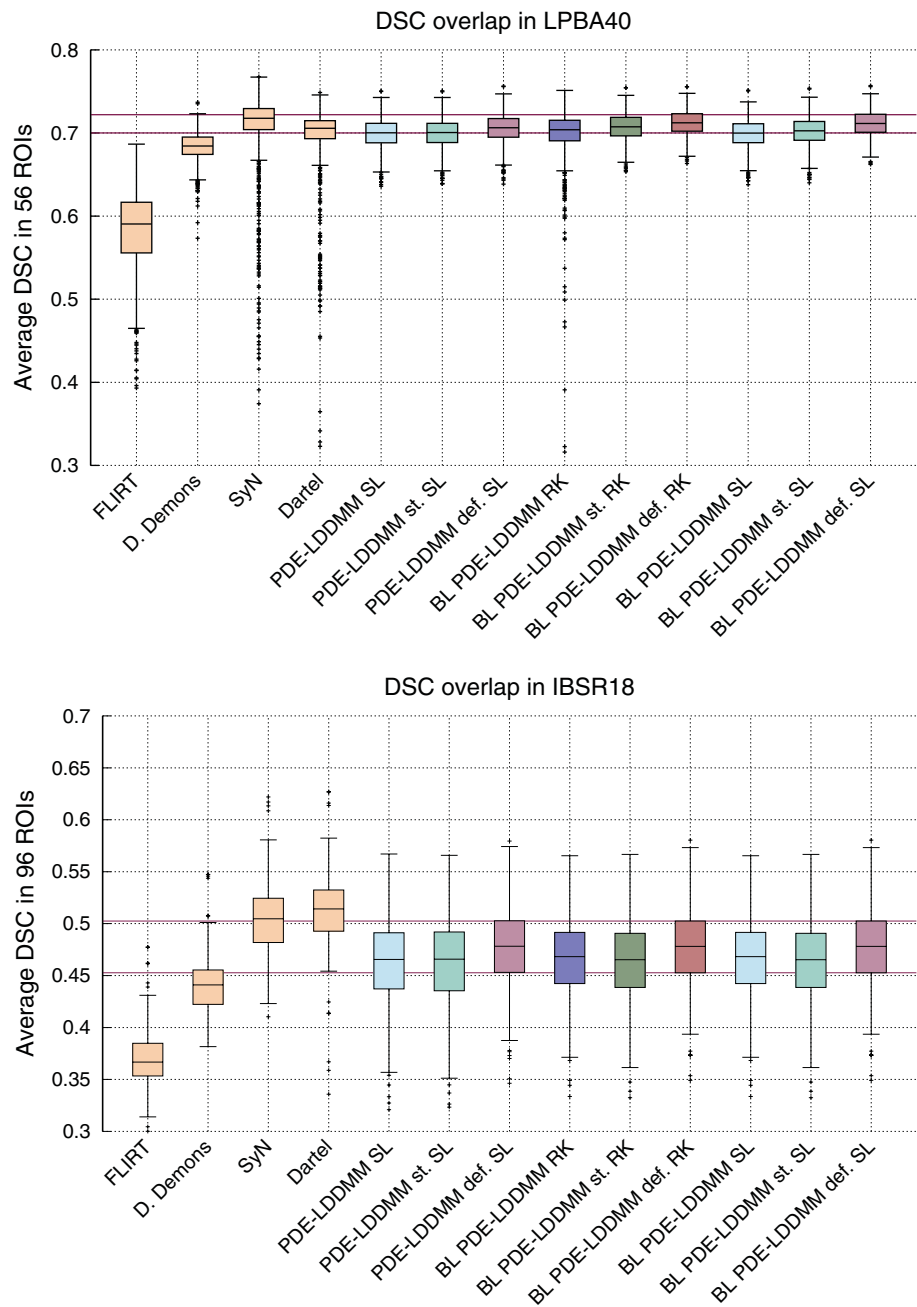 DSC overlap in LPBA40
Average DSC in 56 ROIs
0.8
0.7
0.6
0.5
0.4
0.3
FLIRT
D. Demons
SyN
Dartel
PDE-LDDMM SL
PDE-LDDMM st. SL
PDE-LDDMM def. SL
BL PDE-LDDMM RK
BL PDE-LDDMM st. RK
BL PDE-LDDMM def. RK
BL PDE-LDDMM SL
BL PDE-LDDMM st. SL
BL PDE-LDDMM def. SL
DSC overlap in IBSR18
Average DSC in 96 ROIs
0.7
0.65
0.6
0.55
0.5
0.45
0.4
0.35
0.3
FLIRT
D. Demons
SyN
Dartel
PDE-LDDMM SL
PDE-LDDMM st. SL
PDE-LDDMM def. SL
BL PDE-LDDMM RK
BL PDE-LDDMM st. RK
BL PDE-LDDMM def. RK
BL PDE-LDDMM SL
BL PDE-LDDMM st. SL
BL PDE-LDDMM def. SL